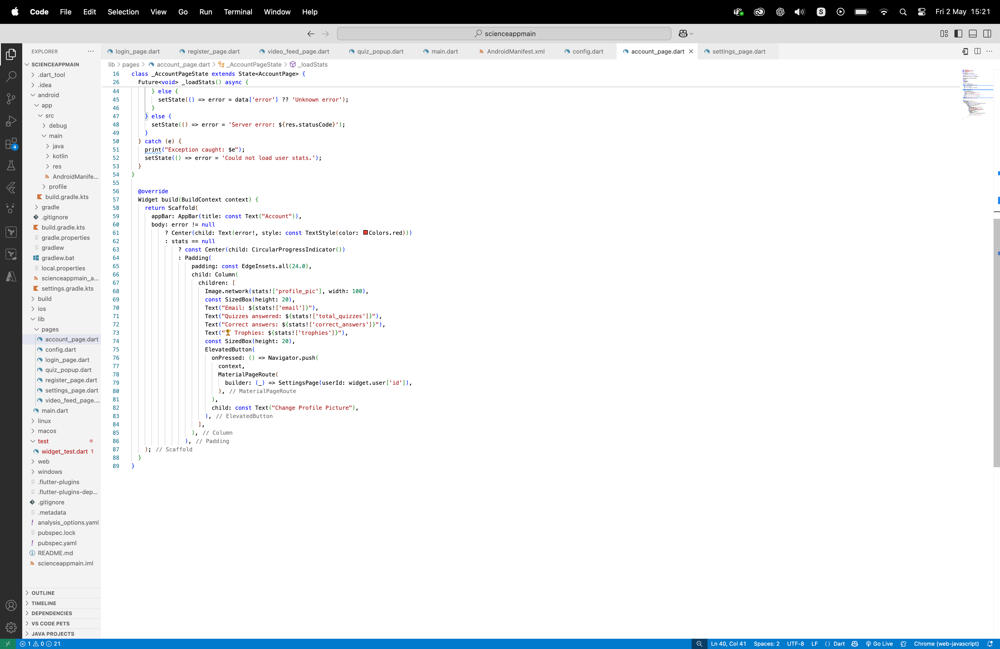 Code File Edit Selection View Go Run Terminal Window Help
Fri 2 May 15:21
scienceappmain
EXPLORER
SCIENCEAPPMAIN
.dart_tool
.idea
android
app
src
debug
main
java
kotlin
res
AndroidManife...
profile
build.gradle.kts
gradle
.gitignore
build.gradle.kts
gradle.properties
gradlew
gradlew.bat
local.properties
scienceappmain_a...
settings.gradle.kts
build
ios
lib
pages
account_page.dart
config.dart
login_page.dart
quiz_popup.dart
register_page.dart
settings_page.dart
video_feed_page....
main.dart
linux
macos
test
widget_test.dart 1
web
windows
.flutter-plugins
.flutter-plugins-dep...
.gitignore
.metadata
analysis_options.yaml
pubspec.lock
pubspec.yaml
README.md
scienceappmain.iml
OUTLINE
TIMELINE
DEPENDENCIES
VS CODE PETS
JAVA PROJECTS
4
login_page.dart register_page.dart video_feed_page.dart quiz_popup.dart main.dart AndroidManifest.xml config.dart account_page.dart settings_page.dart
lib > pages > account_page.dart > _AccountPageState > _loadStats
16 class _AccountPageState extends State<AccountPage> {
26 Future<void> _loadStats() async {
44 } else {
45 setState(() => error = data['error'] ?? 'Unknown error');
46 }
47 } else {
48 setState(() => error = 'Server error: ${res.statusCode}');
49 }
50 } catch (e) {
51 print("Exception caught: $e");
52 setState(() => error = 'Could not load user stats.');
53 }
54 }
55
56 @override
57 Widget build(BuildContext context) {
58 return Scaffold(
59 appBar: AppBar(title: const Text("Account")),
60 body: error != null
61 ? Center(child: Text(error!, style: const TextStyle(color: Colors.red)))
62 : stats == null
63 ? const Center(child: CircularProgressIndicator())
64 : Padding(
65 padding: const EdgeInsets.all(24.0),
66 child: Column(
67 children: [
68 Image.network(stats!['profile_pic'], width: 100),
69 const SizedBox(height: 20),
70 Text("Email: ${stats!['email']}"),
71 Text("Quizzes answered: ${stats!['total_quizzes']}"),
72 Text("Correct answers: ${stats!['correct_answers']}"),
73 Text("🏆 Trophies: ${stats!['trophies']}"),
74 const SizedBox(height: 20),
75 ElevatedButton(
76 onPressed: () => Navigator.push(
77 context,
78 MaterialPageRoute(
79 builder: (_) => SettingsPage(userId: widget.user['id']),
80 ), // MaterialPageRoute
81 ),
82 child: const Text("Change Profile Picture"),
83 ), // ElevatedButton
84 ],
85 ), // Column
86 ), // Padding
87 ); // Scaffold
88 }
89 }
1 0 21
Ln 40, Col 41 Spaces: 2 UTF-8 LF {} Dart Go Live Chrome (web-javascript)